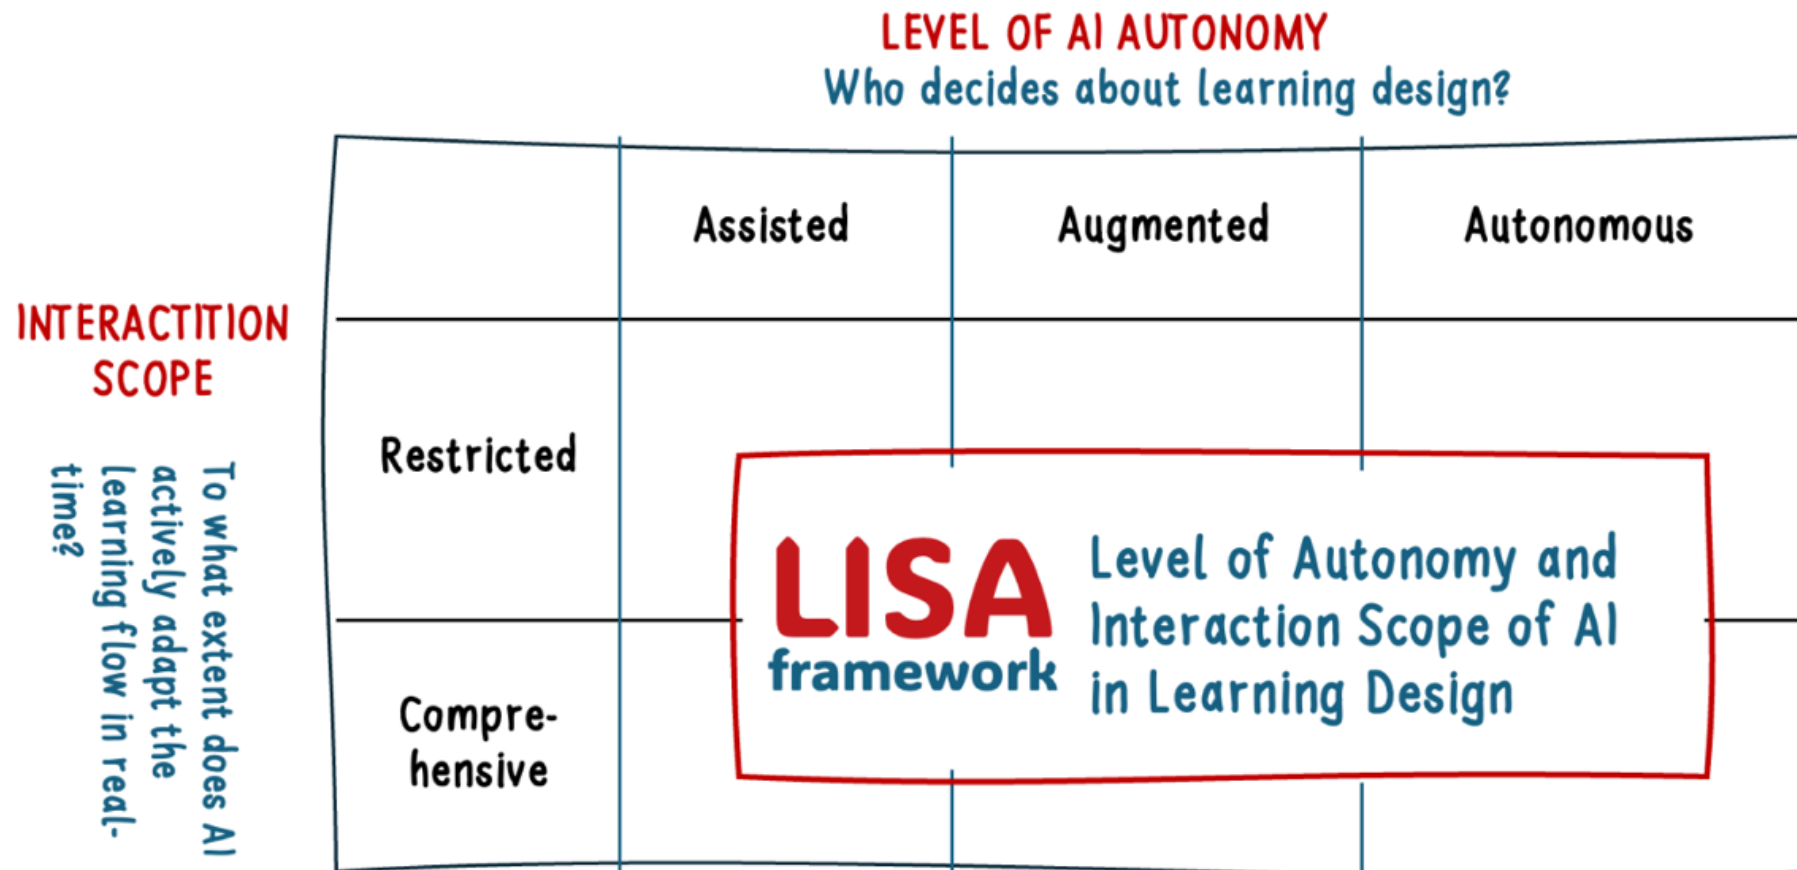 LEVEL OF AI AUTONOMY
Who decides about learning design?
Assisted
Augmented
Autonomous
INTERACTITION
SCOPE
To what extent does AI
actively adapt the
learning flow in real-
time?
Restricted
Compre-
hensive
LISA
framework
Level of Autonomy and
Interaction Scope of AI
in Learning Design